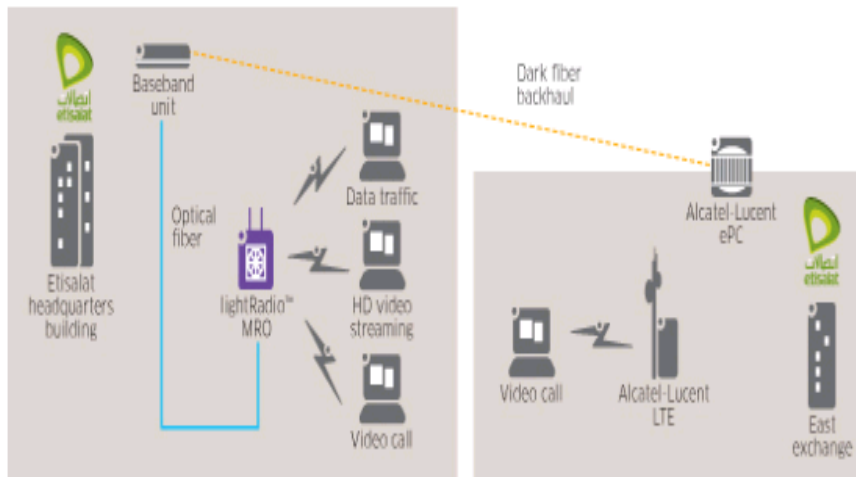 اتصالات
etisalat
Baseband
unit
Dark fiber
backhaul
Data traffic
Optical
fiber
Alcatel-Lucent
ePC
Etisalat
headquarters
building
lightRadio™
MRO
HD video
streaming
اتصالات
etisalat
Video call
Video call
Alcatel-Lucent
LTE
East
exchange